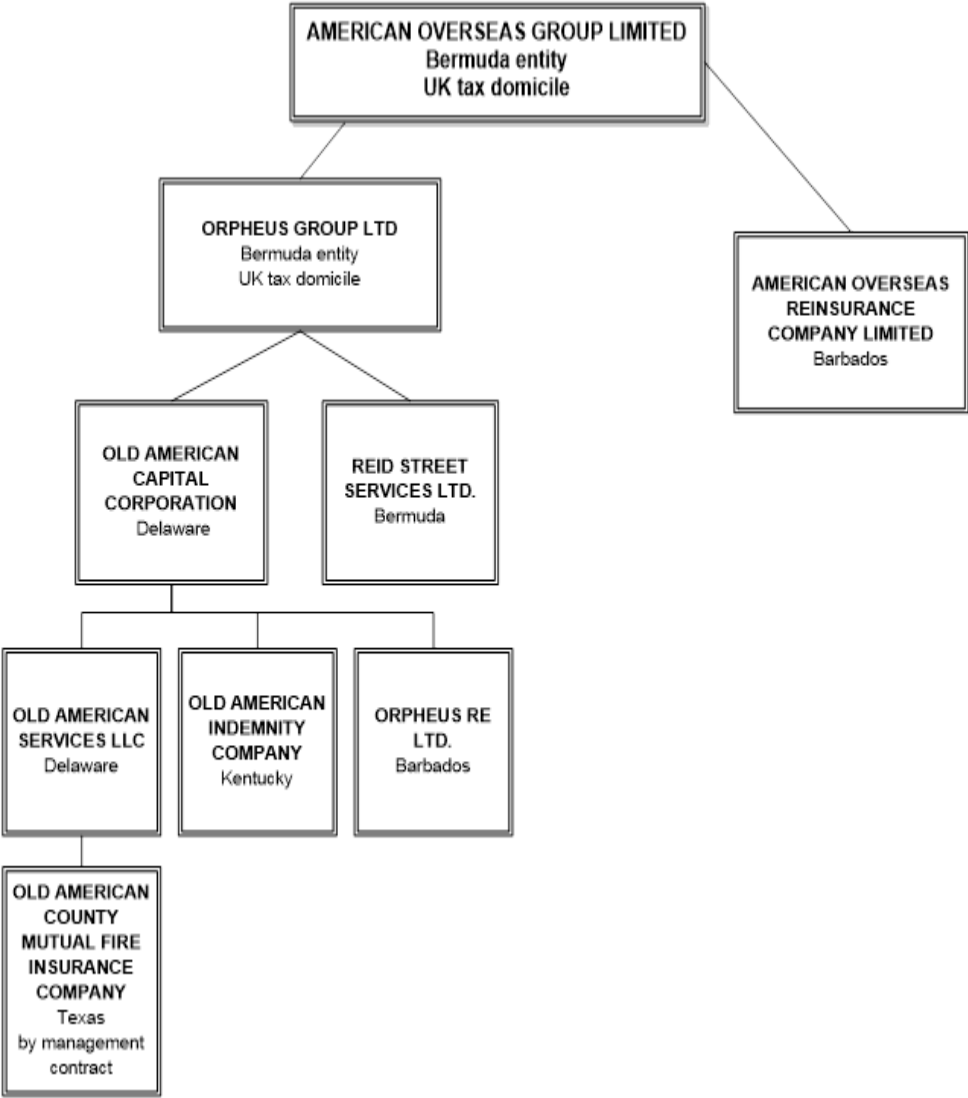 AMERICAN OVERSEAS GROUP LIMITED
Bermuda entity
UK tax domicile
ORPHEUS GROUP LTD
Bermuda entity
UK tax domicile
AMERICAN OVERSEAS
REINSURANCE
COMPANY LIMITED
Barbados
OLD AMERICAN
CAPITAL
CORPORATION
Delaware
REID STREET
SERVICES LTD.
Bermuda
OLD AMERICAN
SERVICES LLC
Delaware
OLD AMERICAN
INDEMNITY
COMPANY
Kentucky
ORPHEUS RE
LTD.
Barbados
OLD AMERICAN
COUNTY
MUTUAL FIRE
INSURANCE
COMPANY
Texas
by management
contract